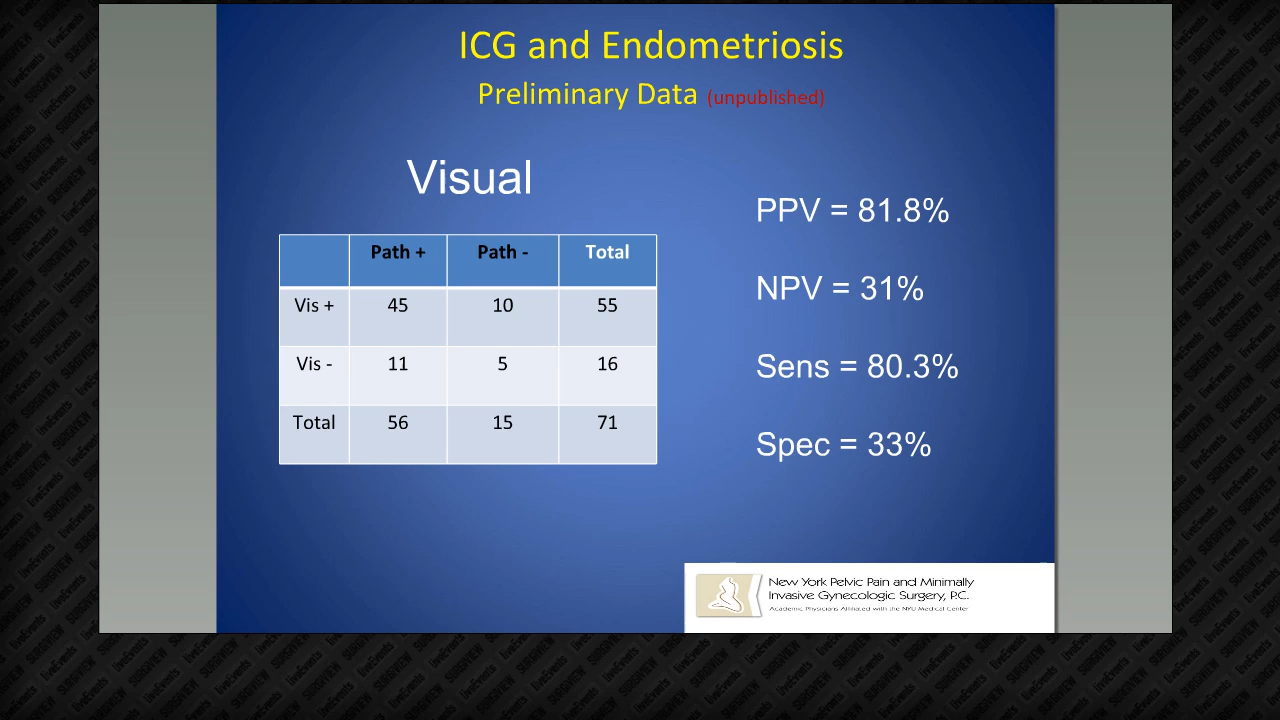 ICG and Endometriosis
Preliminary Data (unpublished)
Visual
Path + Path - Total
Vis + 45 10 55
Vis - 11 5 16
Total 56 15 71
PPV = 81.8%
NPV = 31%
Sens = 80.3%
Spec = 33%
New York Pelvic Pain and Minimally
Invasive Gynecologic Surgery, P.C.
Academic Physicians Affiliated with the NYU Medical Center